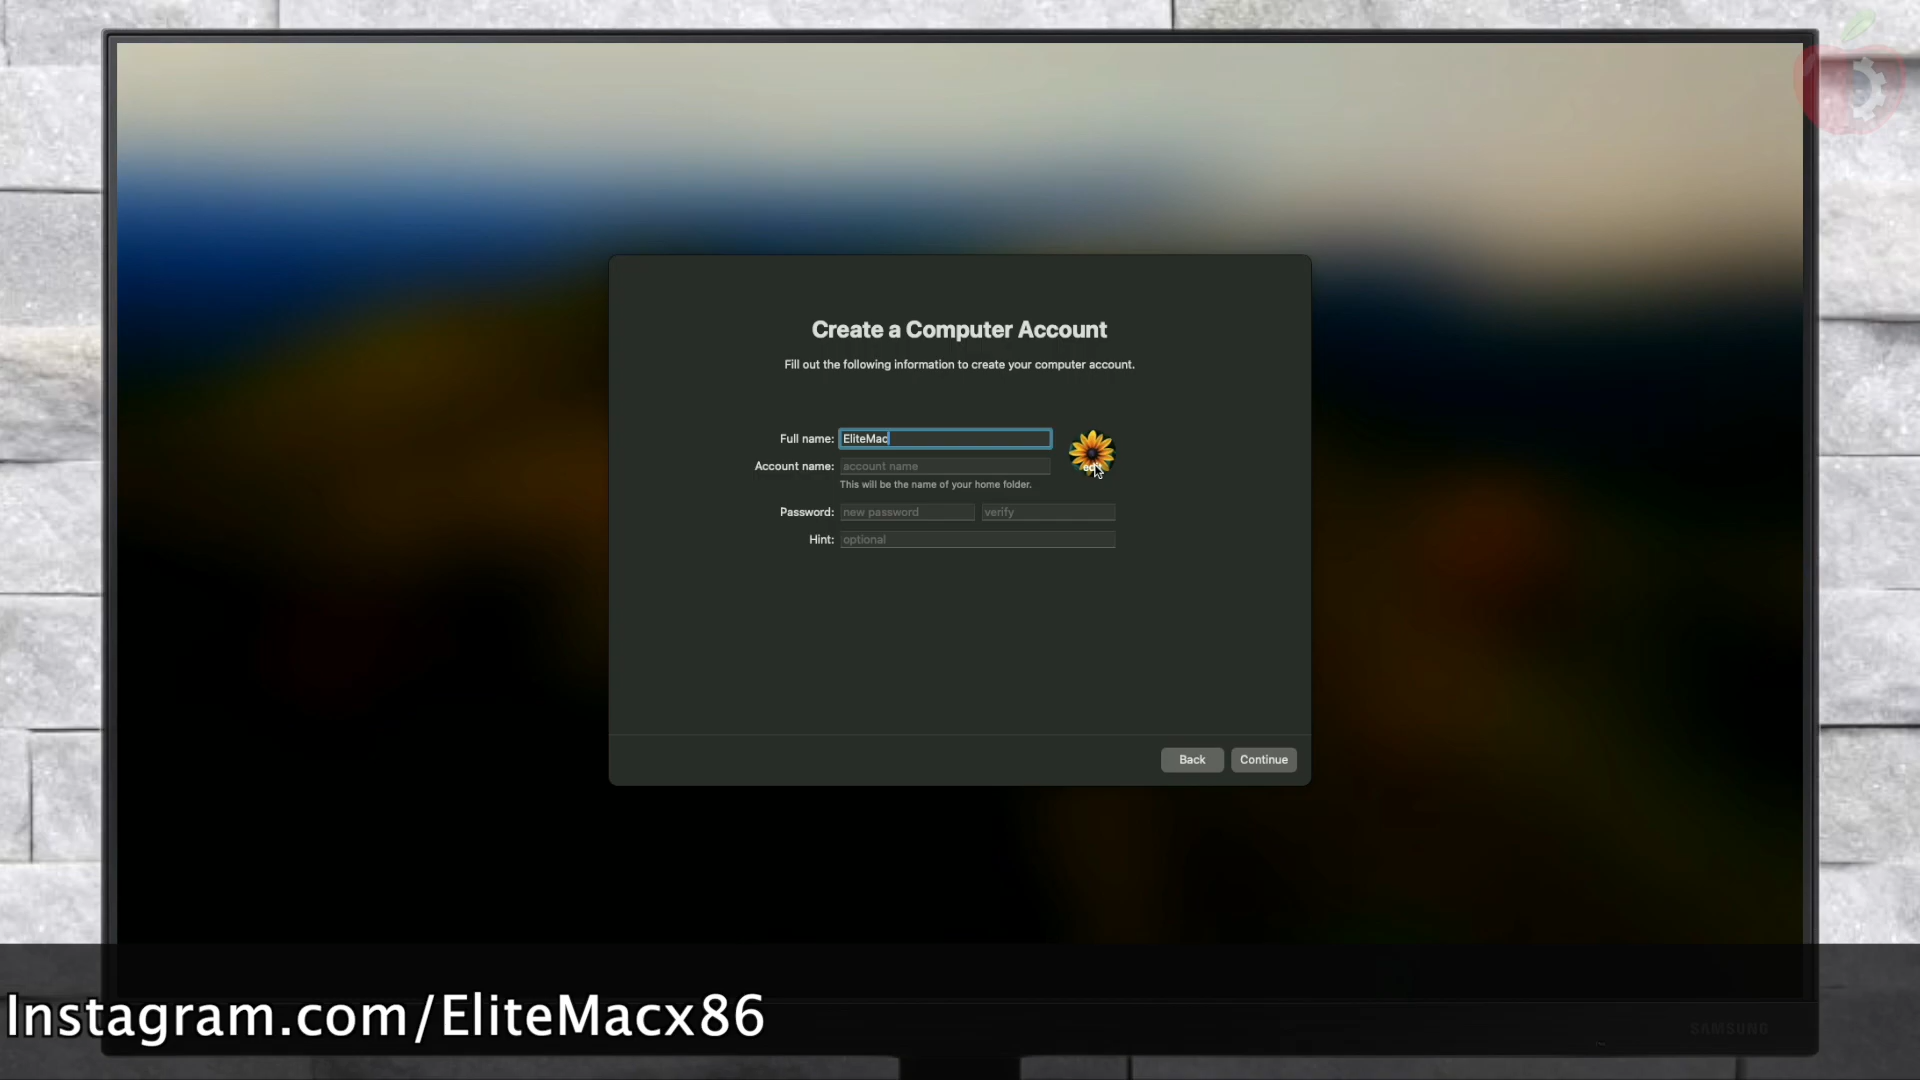 Create a Computer Account
Fill out the following information to create your computer account.
Full name: EliteMac
Account name: account name
This will be the name of your home folder.
Password: new password verify
Hint: optional
Back Continue
Instagram.com/EliteMacx86
SAMSUNG